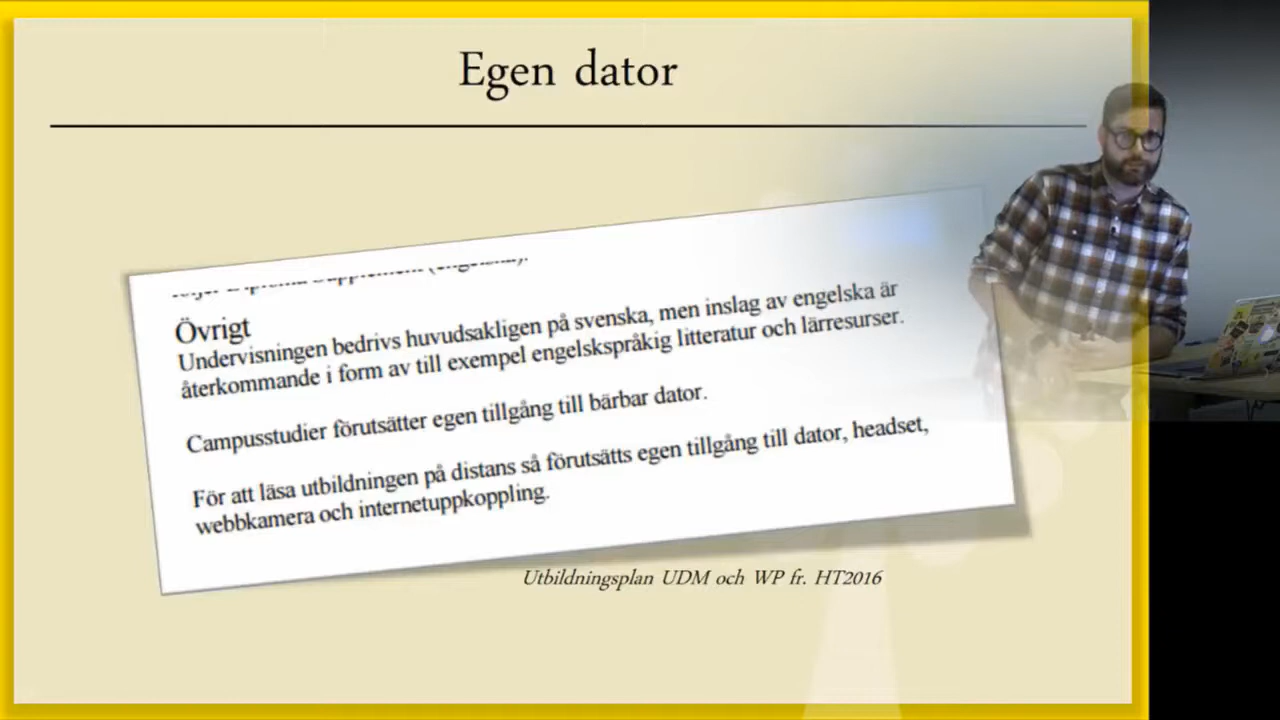 Egen dator
Övrigt
Undervisningen bedrivs huvudsakligen på svenska, men inslag av engelska är
återkommande i form av till exempel engelskspråkig litteratur och lärresurser.
Campusstudier förutsätter egen tillgång till bärbar dator.
För att läsa utbildningen på distans så förutsätts egen tillgång till dator, headset,
webbkamera och internetuppkoppling.
Utbildningsplan UDM och WP fr. HT2016